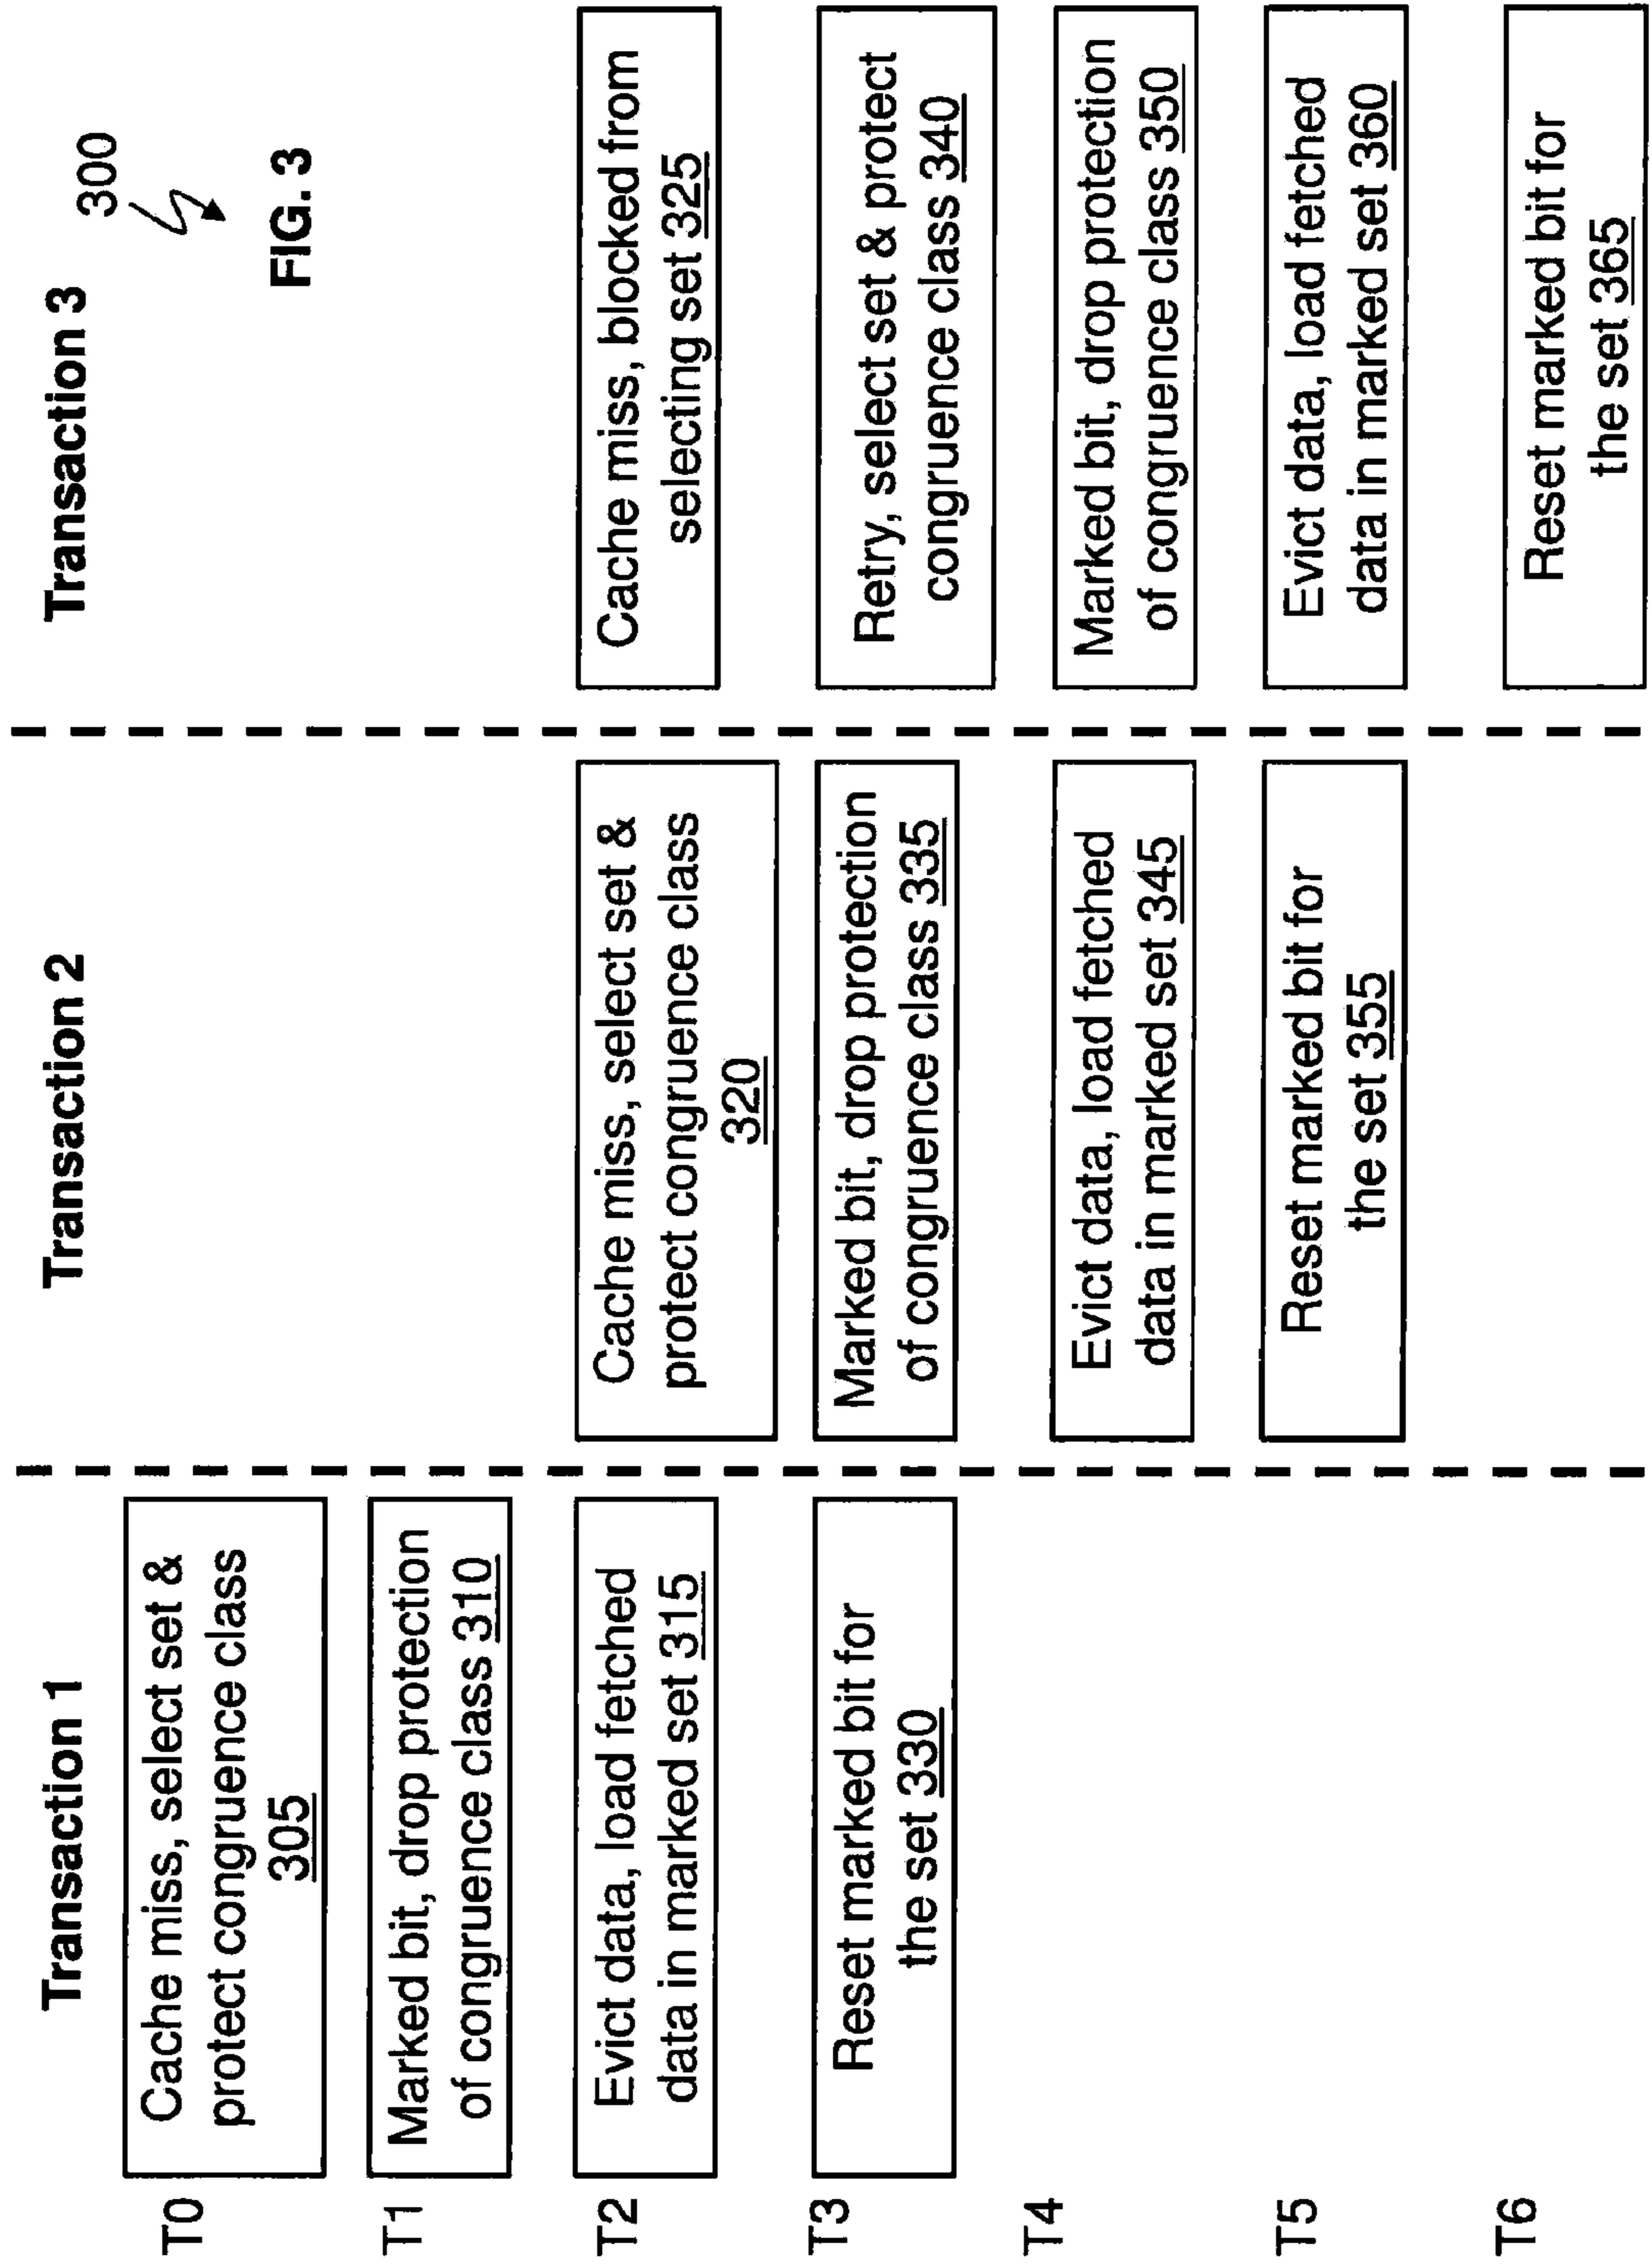 300
FIG. 3
Transaction 1
Transaction 2
Transaction 3
T0
Cache miss, select set &
protect congruence class
305
T1
Marked bit, drop protection
of congruence class 310
T2
Evict data, load fetched
data in marked set 315
Cache miss, select set &
protect congruence class
320
Cache miss, blocked from
selecting set 325
T3
Reset marked bit for
the set 330
Marked bit, drop protection
of congruence class 335
Retry, select set & protect
congruence class 340
T4
Evict data, load fetched
data in marked set 345
Marked bit, drop protection
of congruence class 350
T5
Reset marked bit for
the set 355
Evict data, load fetched
data in marked set 360
T6
Reset marked bit for
the set 365